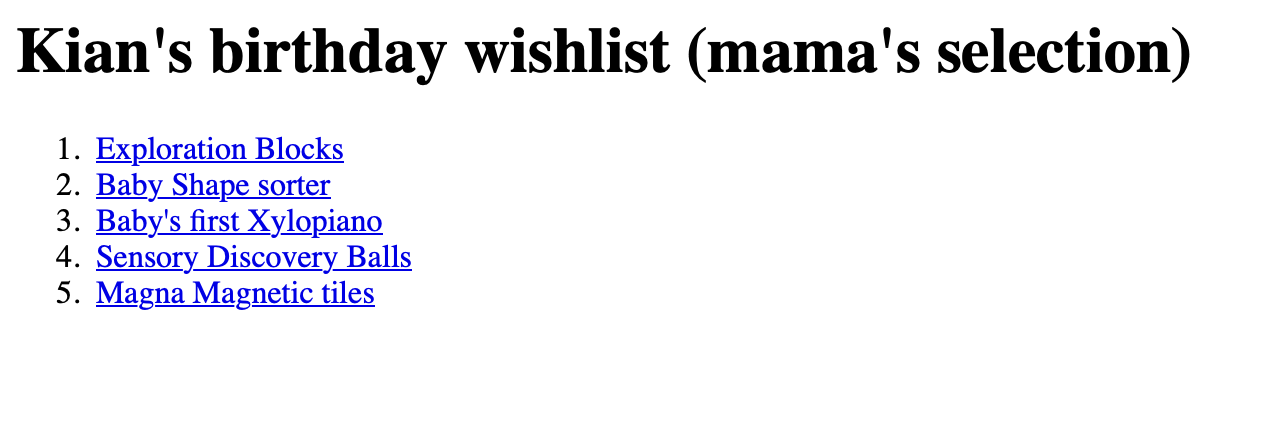 Kian's birthday wishlist (mama's selection)
1. Exploration Blocks
2. Baby Shape sorter
3. Baby's first Xylopiano
4. Sensory Discovery Balls
5. Magna Magnetic tiles